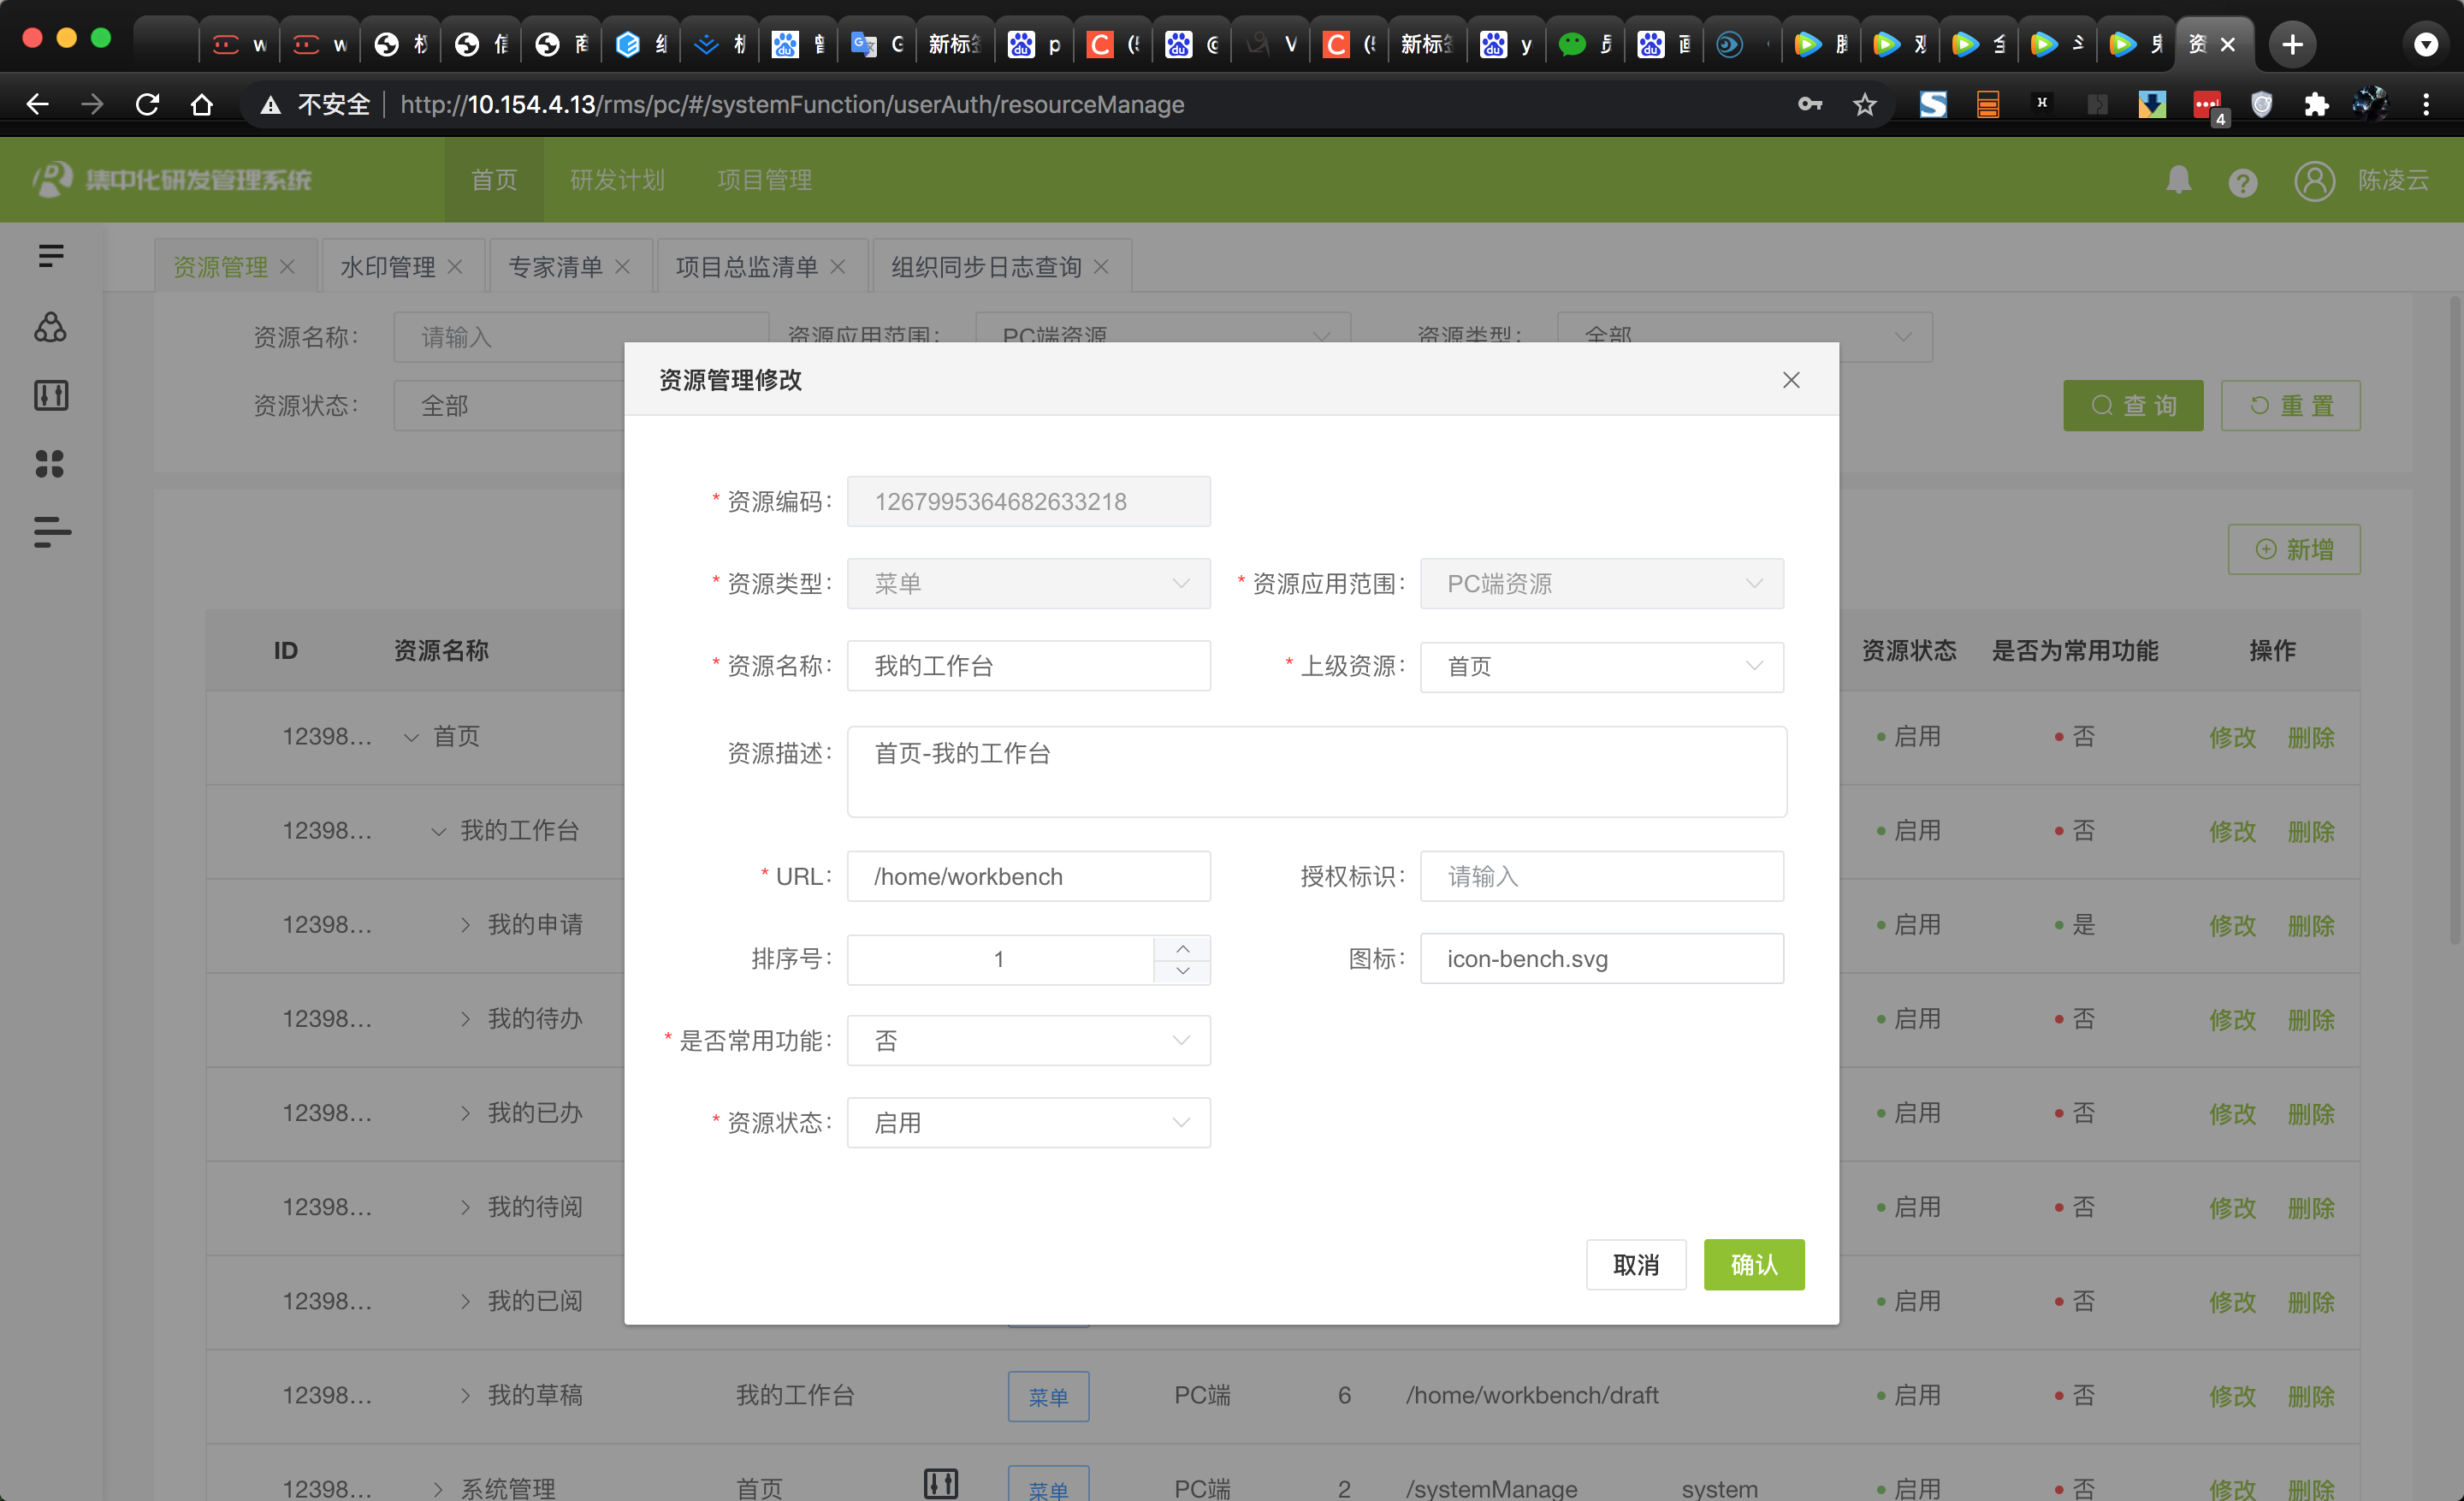 新标签
新标签
不安全 http://10.154.4.13/rms/pc/#/systemFunction/userAuth/resourceManage
4
集中化研发管理系统 首页 研发计划 项目管理 陈凌云
资源管理 水印管理 专家清单 项目总监清单 组织同步日志查询
资源名称: 请输入 资源应用范围: PC端资源 资源类型: 全部
资源状态: 全部 查询 重置
新增
ID 资源名称 资源状态 是否为常用功能 操作
12398... 首页 启用 否 修改 删除
12398... 我的工作台 启用 否 修改 删除
12398... 我的申请 启用 是 修改 删除
12398... 我的待办 启用 否 修改 删除
12398... 我的已办 启用 否 修改 删除
12398... 我的待阅 启用 否 修改 删除
12398... 我的已阅 启用 否 修改 删除
12398... 我的草稿 我的工作台 菜单 PC端 6 /home/workbench/draft 启用 否 修改 删除
12398... 系统管理 首页 菜单 PC端 2 /systemManage system 启用 否 修改 删除
资源管理修改
* 资源编码: 1267995364682633218
* 资源类型: 菜单 * 资源应用范围: PC端资源
* 资源名称: 我的工作台 * 上级资源: 首页
资源描述: 首页-我的工作台
* URL: /home/workbench 授权标识: 请输入
排序号: 1 图标: icon-bench.svg
* 是否常用功能: 否
* 资源状态: 启用
取消 确认